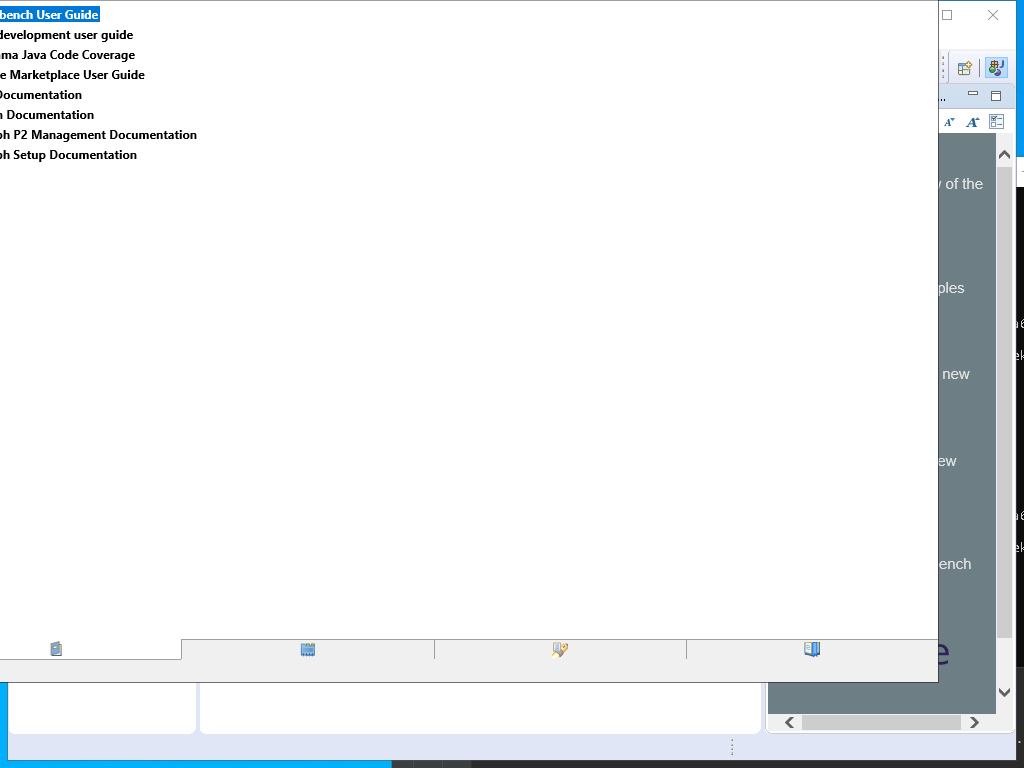 bench User Guide
development user guide
ma Java Code Coverage
e Marketplace User Guide
Documentation
n Documentation
ph P2 Management Documentation
ph Setup Documentation
...
w of the
ples
new
ew
ench
e